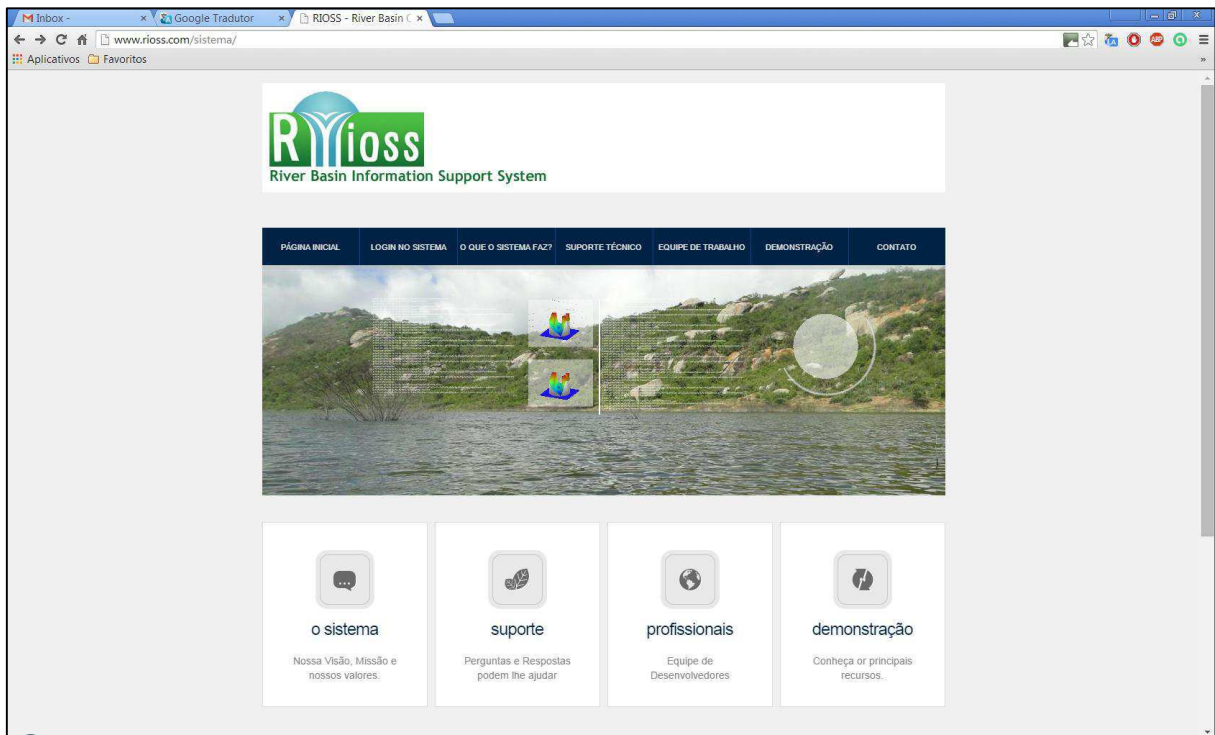 Inbox -
Google Tradutor
RIOSS - River Basin
www.rioss.com/sistema/
Aplicativos
Favoritos
Rioss
River Basin Information Support System
PÁGINA INICIAL
LOGIN NO SISTEMA
O QUE O SISTEMA FAZ?
SUPORTE TÉCNICO
EQUIPE DE TRABALHO
DEMONSTRAÇÃO
CONTATO
o sistema
Nossa Visão, Missão e
nossos valores.
suporte
Perguntas e Respostas
podem lhe ajudar
profissionais
Equipe de
Desenvolvedores
demonstração
Conheça or principais
recursos.